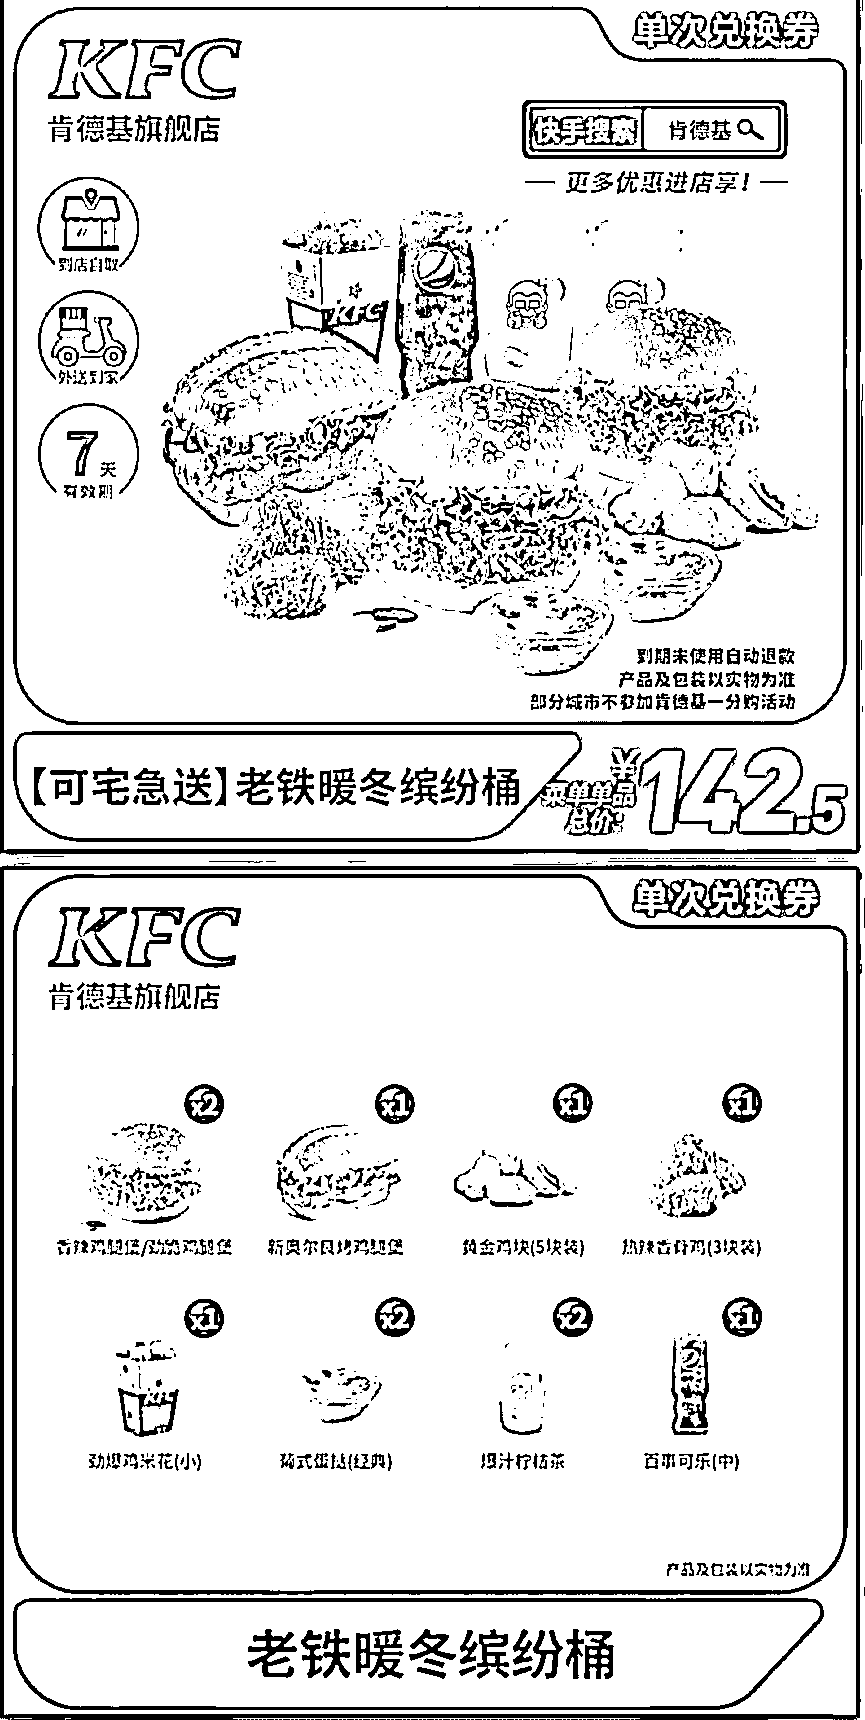 单次兑换券
KFC
肯德基旗舰店
快手搜索 肯德基
更多优惠进店享!
到店自取
外送到家
7天
有效期
KFC
到期未使用自动退款
产品及包装以实物为准
部分城市不参加肯德基一分购活动
【可宅急送】老铁暖冬缤纷桶
菜单单品
总价:
¥142.5
单次兑换券
KFC
肯德基旗舰店
x2 x1 x1 x1
香辣鸡腿堡/劲脆鸡腿堡 新奥尔良烤鸡腿堡 黄金鸡块(5块装) 热辣香骨鸡(3块装)
x1 x2 x2 x1
劲爆鸡米花(小) 葡式蛋挞(经典) 爆汁柠檬茶 百事可乐(中)
产品及包装以实物为准
老铁暖冬缤纷桶